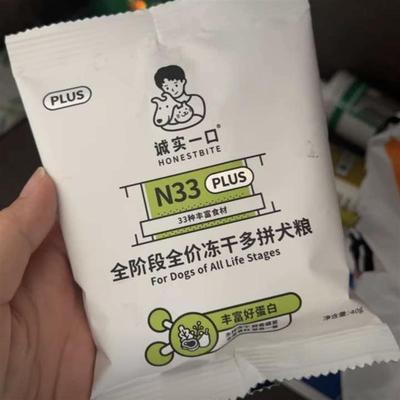 PLUS
诚实一口®
HONESTBITE
N33 PLUS
33种丰富食材
全阶段全价冻干多拼犬粮
For Dogs of All Life Stages
丰富好蛋白